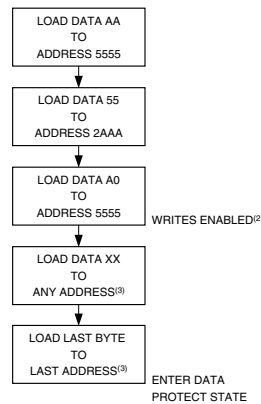 LOAD DATA AA
TO
ADDRESS 5555
LOAD DATA 55
TO
ADDRESS 2AAA
LOAD DATA A0
TO
ADDRESS 5555
WRITES ENABLED(2
LOAD DATA XX
TO
ANY ADDRESS(3)
LOAD LAST BYTE
TO
LAST ADDRESS(3)
ENTER DATA
PROTECT STATE